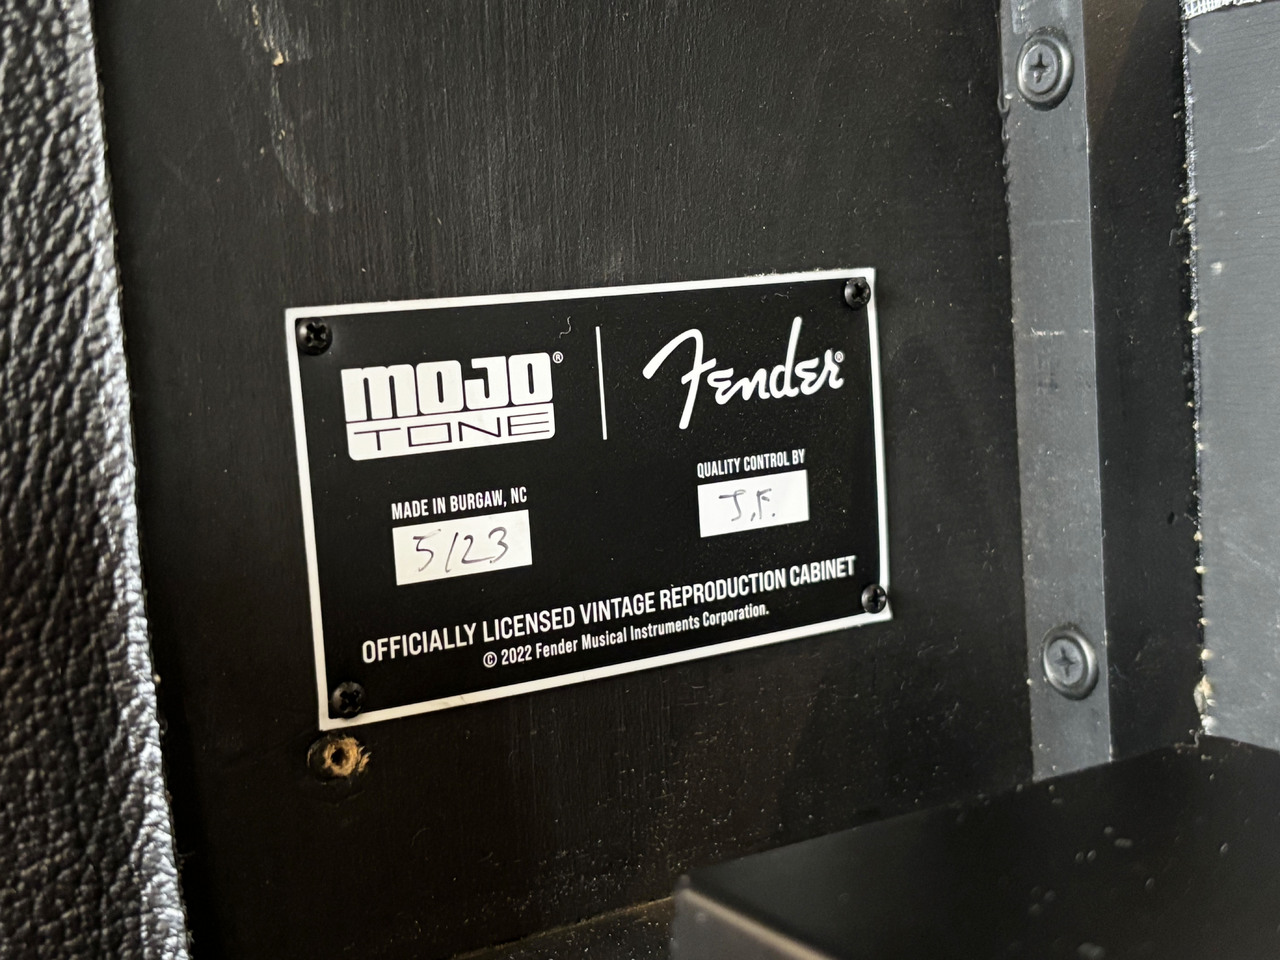 MOJO®
TONE
Fender®
MADE IN BURGAW, NC
5/23
QUALITY CONTROL BY
J.F.
OFFICIALLY LICENSED VINTAGE REPRODUCTION CABINET
© 2022 Fender Musical Instruments Corporation.